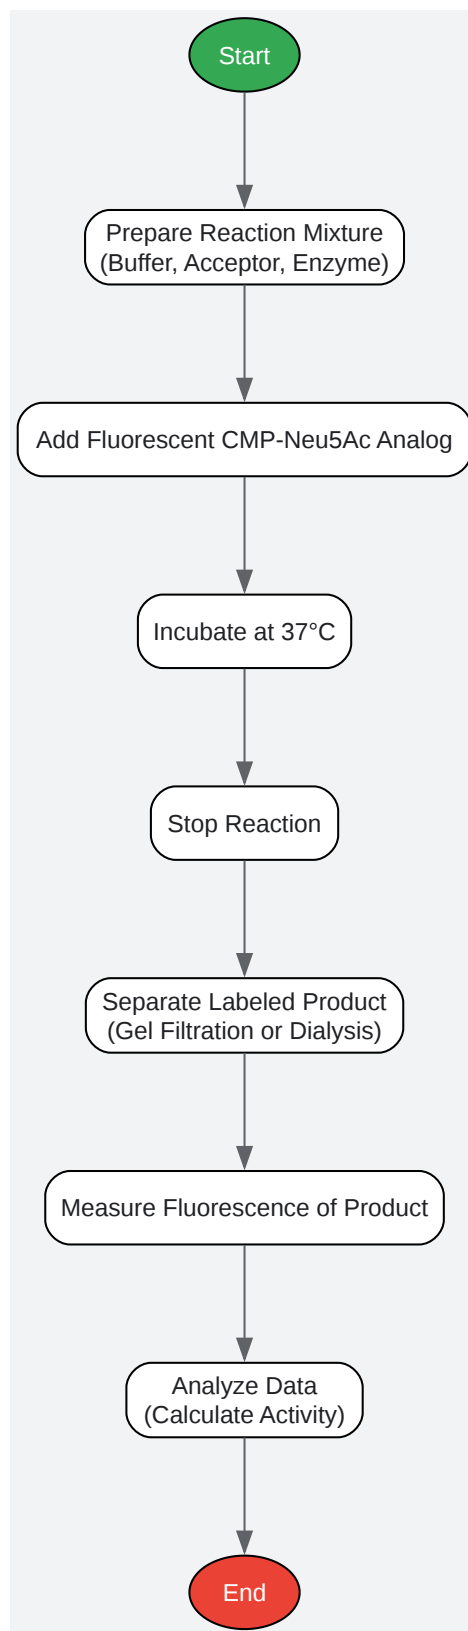 Start
Prepare Reaction Mixture
(Buffer, Acceptor, Enzyme)
Add Fluorescent CMP-Neu5Ac Analog
Incubate at 37°C
Stop Reaction
Separate Labeled Product
(Gel Filtration or Dialysis)
Measure Fluorescence of Product
Analyze Data
(Calculate Activity)
End